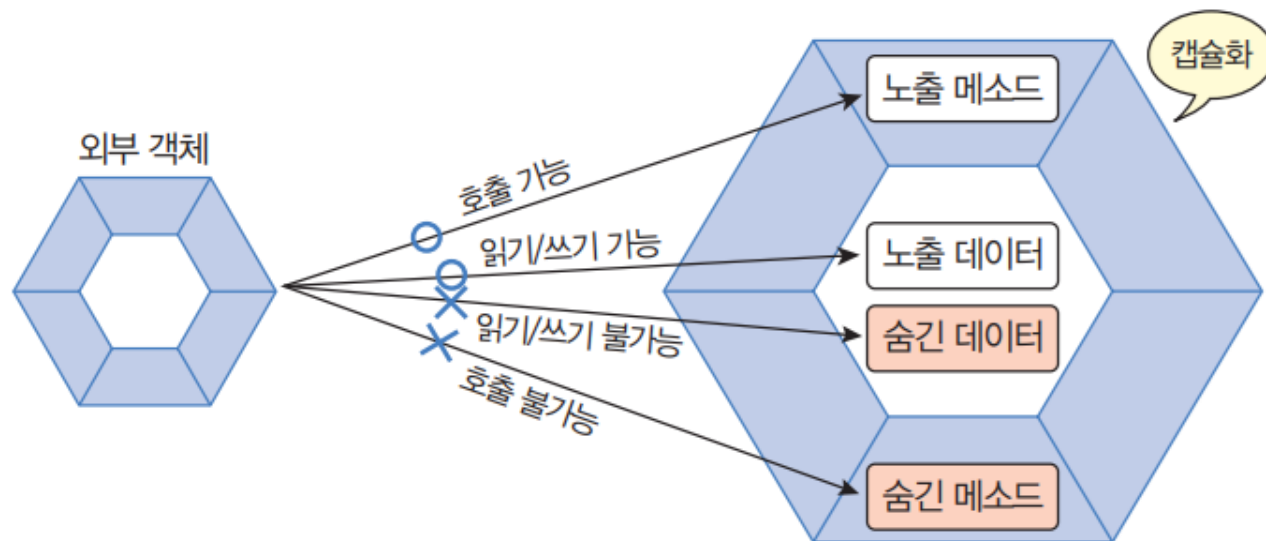 캡슐화
노출 메소드
외부 객체
호출 가능
읽기/쓰기 가능
노출 데이터
읽기/쓰기 불가능
숨긴 데이터
호출 불가능
숨긴 메소드